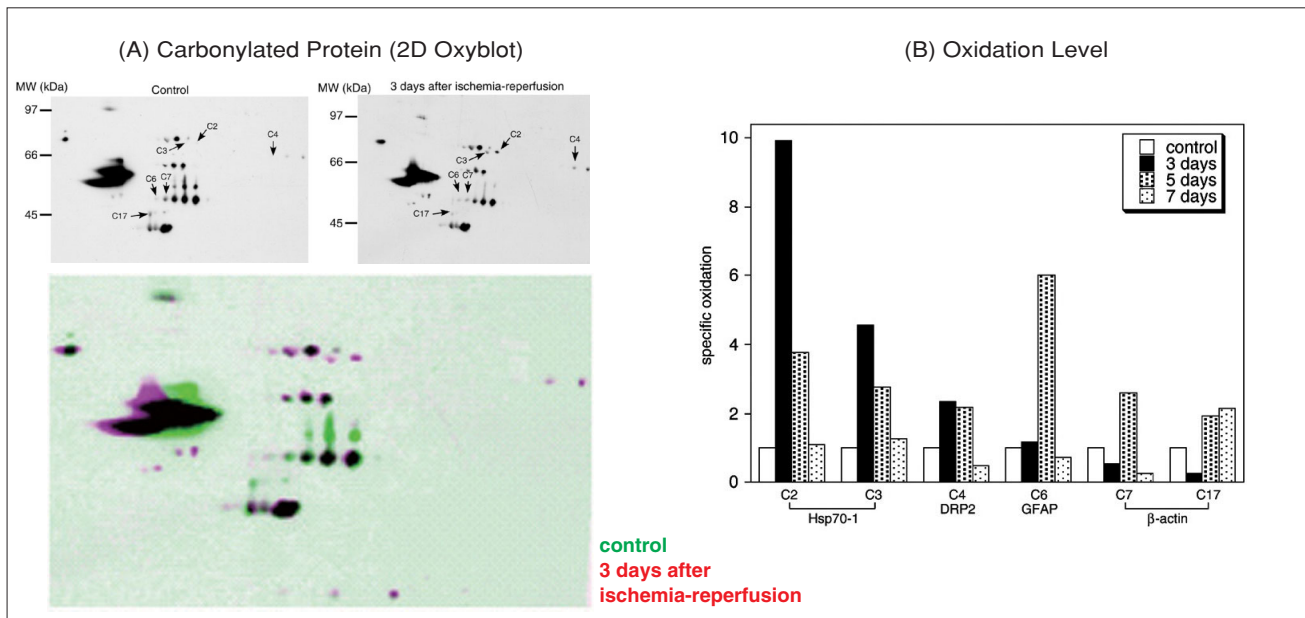 (A) Carbonylated Protein (2D Oxyblot)
MW (kDa)
Control
97
66
45
C2
C3
C4
C6
C7
C17
MW (kDa)
3 days after ischemia-reperfusion
97
66
45
C2
C3
C4
C6
C7
C17
control
3 days after
ischemia-reperfusion
(B) Oxidation Level
specific oxidation
10
8
6
4
2
0
control
3 days
5 days
7 days
C2 C3 C4 C6 C7 C17
Hsp70-1 DRP2 GFAP β-actin